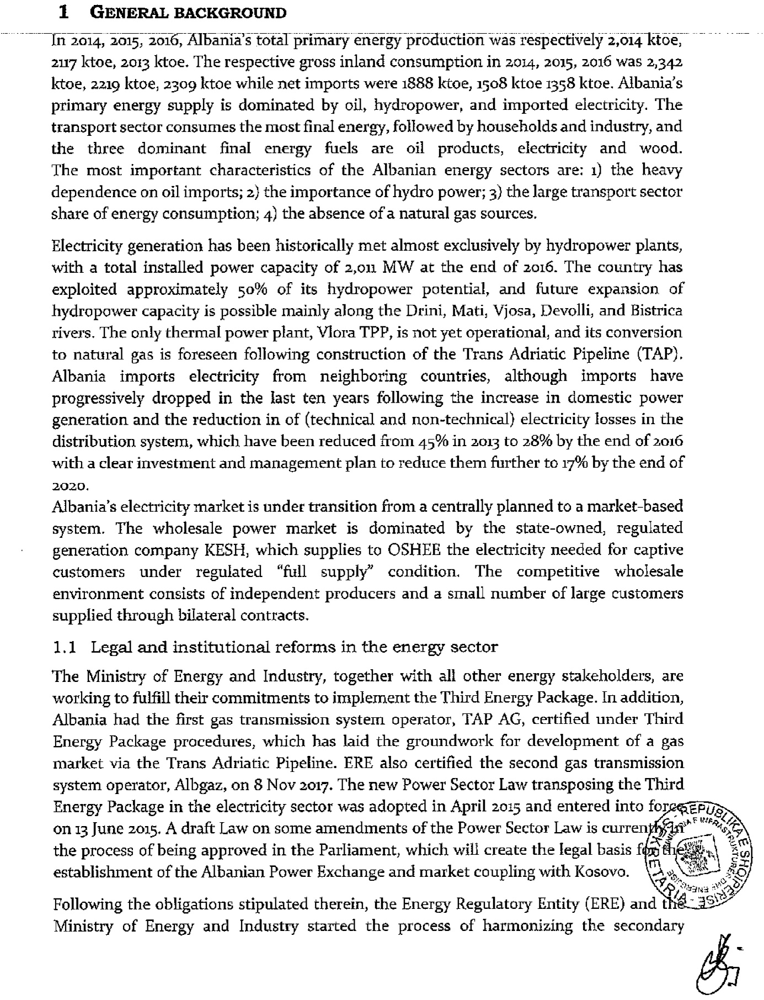 1 GENERAL BACKGROUND
In 2014, 2015, 2016, Albania's total primary energy production was respectively 2,014 ktoe,
2117 ktoe, 2013 ktoe. The respective gross inland consumption in 2014, 2015, 2016 was 2,342
ktoe, 2219 ktoe, 2309 ktoe while net imports were 1888 ktoe, 1508 ktoe 1358 ktoe. Albania's
primary energy supply is dominated by oil, hydropower, and imported electricity. The
transport sector consumes the most final energy, followed by households and industry, and
the three dominant final energy fuels are oil products, electricity and wood.
The most important characteristics of the Albanian energy sectors are: 1) the heavy
dependence on oil imports; 2) the importance of hydro power; 3) the large transport sector
share of energy consumption; 4) the absence of a natural gas sources.
Electricity generation has been historically met almost exclusively by hydropower plants,
with a total installed power capacity of 2,011 MW at the end of 2016. The country has
exploited approximately 50% of its hydropower potential, and future expansion of
hydropower capacity is possible mainly along the Drini, Mati, Vjosa, Devolli, and Bistrica
rivers. The only thermal power plant, Vlora TPP, is not yet operational, and its conversion
to natural gas is foreseen following construction of the Trans Adriatic Pipeline (TAP).
Albania imports electricity from neighboring countries, although imports have
progressively dropped in the last ten years following the increase in domestic power
generation and the reduction in of (technical and non-technical) electricity losses in the
distribution system, which have been reduced from 45% in 2013 to 28% by the end of 2016
with a clear investment and management plan to reduce them further to 17% by the end of
2020.
Albania's electricity market is under transition from a centrally planned to a market-based
system. The wholesale power market is dominated by the state-owned, regulated
generation company KESH, which supplies to OSHEE the electricity needed for captive
customers under regulated "full supply" condition. The competitive wholesale
environment consists of independent producers and a small number of large customers
supplied through bilateral contracts.
1.1 Legal and institutional reforms in the energy sector
The Ministry of Energy and Industry, together with all other energy stakeholders, are
working to fulfill their commitments to implement the Third Energy Package. In addition,
Albania had the first gas transmission system operator, TAP AG, certified under Third
Energy Package procedures, which has laid the groundwork for development of a gas
market via the Trans Adriatic Pipeline. ERE also certified the second gas transmission
system operator, Albgaz, on 8 Nov 2017. The new Power Sector Law transposing the Third
Energy Package in the electricity sector was adopted in April 2015 and entered into force
on 13 June 2015. A draft Law on some amendments of the Power Sector Law is currently in
the process of being approved in the Parliament, which will create the legal basis for the
establishment of the Albanian Power Exchange and market coupling with Kosovo.
Following the obligations stipulated therein, the Energy Regulatory Entity (ERE) and the
Ministry of Energy and Industry started the process of harmonizing the secondary
REPUBLIKA E SHQIPERISE
SEKRETARIA